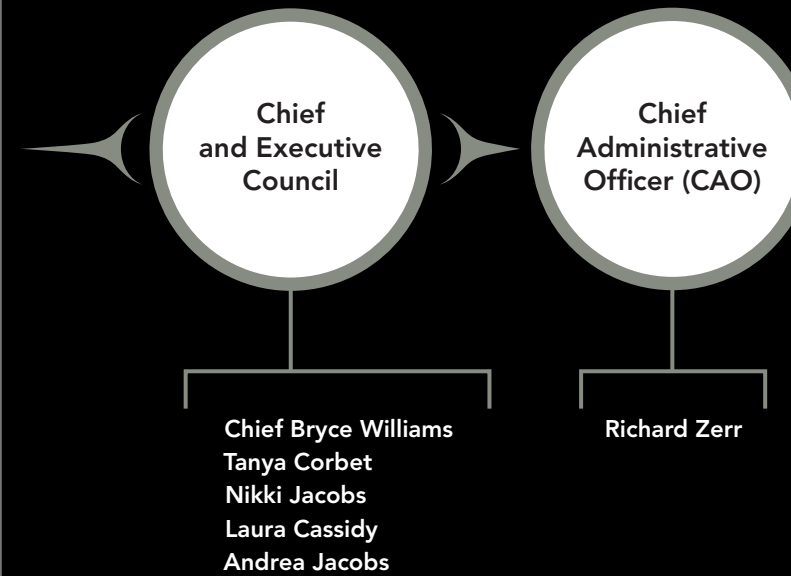 Chief
and Executive
Council
Chief
Administrative
Officer (CAO)
Chief Bryce Williams
Tanya Corbet
Nikki Jacobs
Laura Cassidy
Andrea Jacobs
Richard Zerr